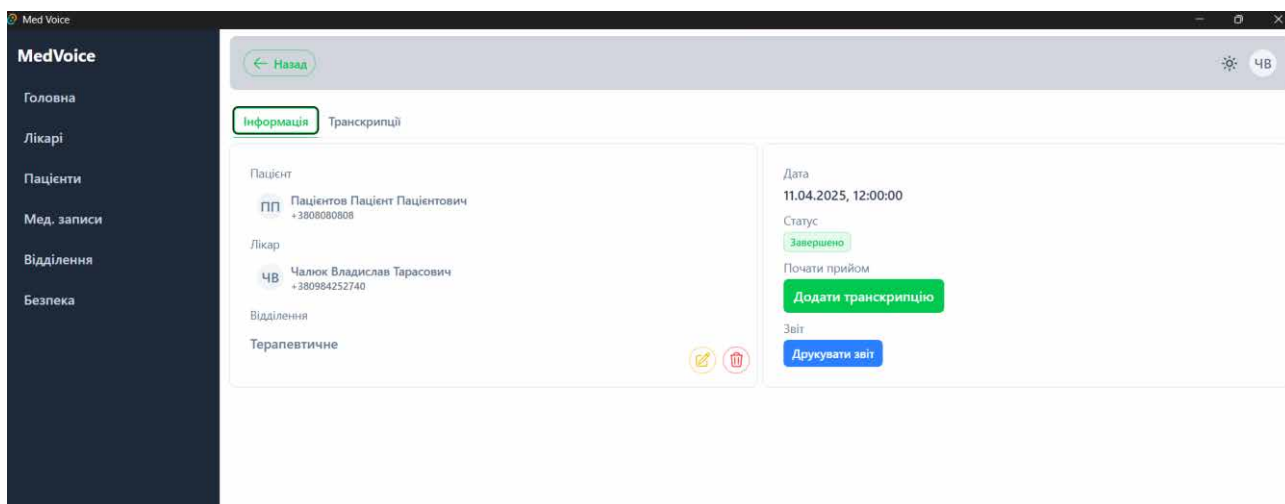 Med Voice
MedVoice
Головна
Лікарі
Пацієнти
Мед. записи
Відділення
Безпека
← Назад
ЧВ
Інформація
Транскрипції
Пацієнт
ПП
Пацієнтов Пацієнт Пацієнтович
+3808080808
Лікар
ЧВ
Чалюк Владислав Тарасович
+380984252740
Відділення
Терапевтичне
Дата
11.04.2025, 12:00:00
Статус
Завершено
Почати прийом
Додати транскрипцію
Звіт
Друкувати звіт